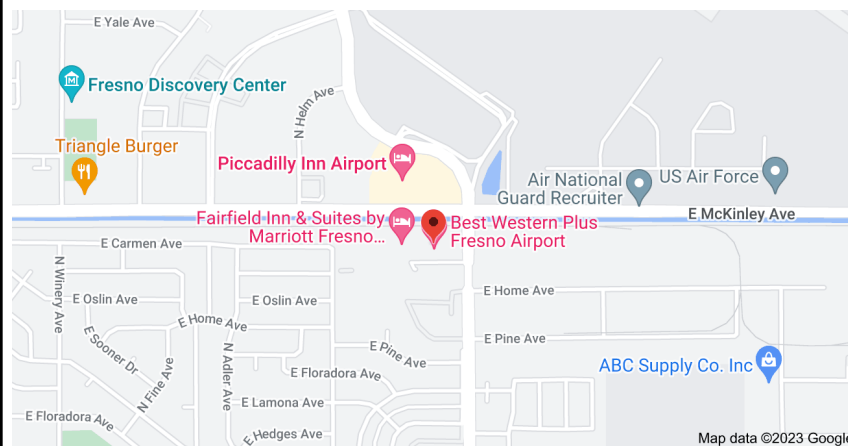 E Yale Ave
Fresno Discovery Center
N Helm Ave
Triangle Burger
Piccadilly Inn Airport
Air National
Guard Recruiter
US Air Force
E McKinley Ave
Fairfield Inn & Suites by
Marriott Fresno...
Best Western Plus
Fresno Airport
E Carmen Ave
N Winery Ave
E Oslin Ave
E Oslin Ave
E Home Ave
E Home Ave
E Sooner Dr
N Fine Ave
N Adler Ave
E Pine Ave
E Pine Ave
E Floradora Ave
ABC Supply Co. Inc
E Lamona Ave
E Floradora Ave
E Hedges Ave
Map data ©2023 Google